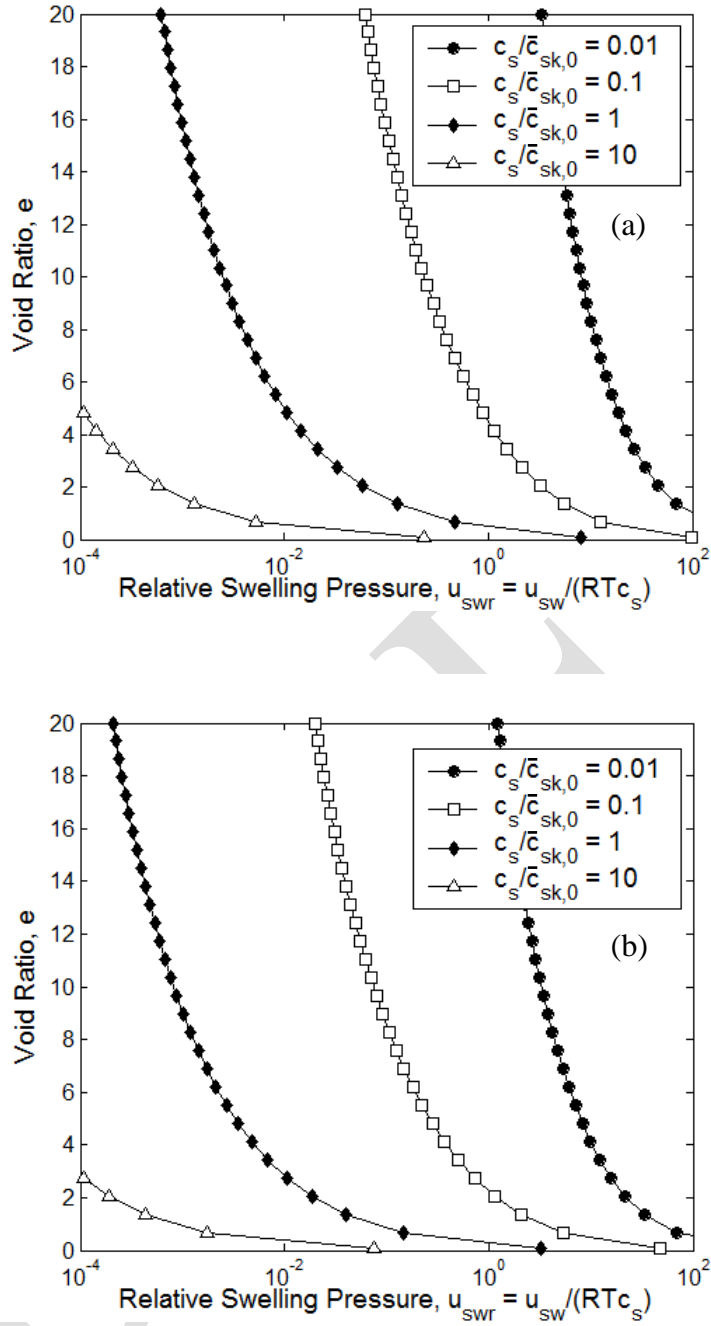 20
18
16
14
12
10
8
6
4
2
0
Void Ratio, e
c_s/c̄_sk,0 = 0.01
c_s/c̄_sk,0 = 0.1
c_s/c̄_sk,0 = 1
c_s/c̄_sk,0 = 10
(a)
10^-4 10^-2 10^0 10^2
Relative Swelling Pressure, u_swr = u_sw/(RTc_s)
20
18
16
14
12
10
8
6
4
2
0
Void Ratio, e
c_s/c̄_sk,0 = 0.01
c_s/c̄_sk,0 = 0.1
c_s/c̄_sk,0 = 1
c_s/c̄_sk,0 = 10
(b)
10^-4 10^-2 10^0 10^2
Relative Swelling Pressure, u_swr = u_sw/(RTc_s)